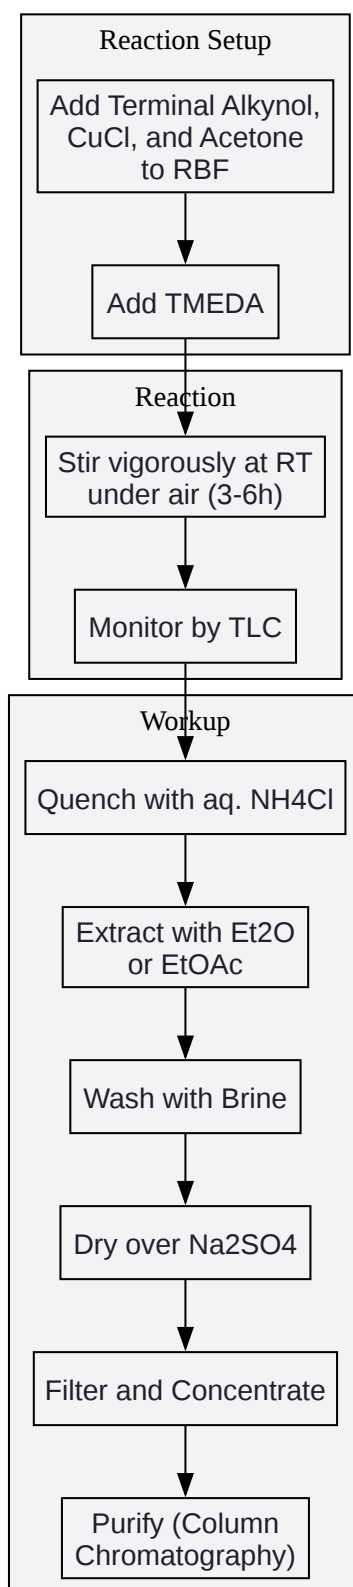 Reaction Setup
Add Terminal Alkynol,
CuCl, and Acetone
to RBF
Add TMEDA
Reaction
Stir vigorously at RT
under air (3-6h)
Monitor by TLC
Workup
Quench with aq. NH4Cl
Extract with Et2O
or EtOAc
Wash with Brine
Dry over Na2SO4
Filter and Concentrate
Purify (Column
Chromatography)